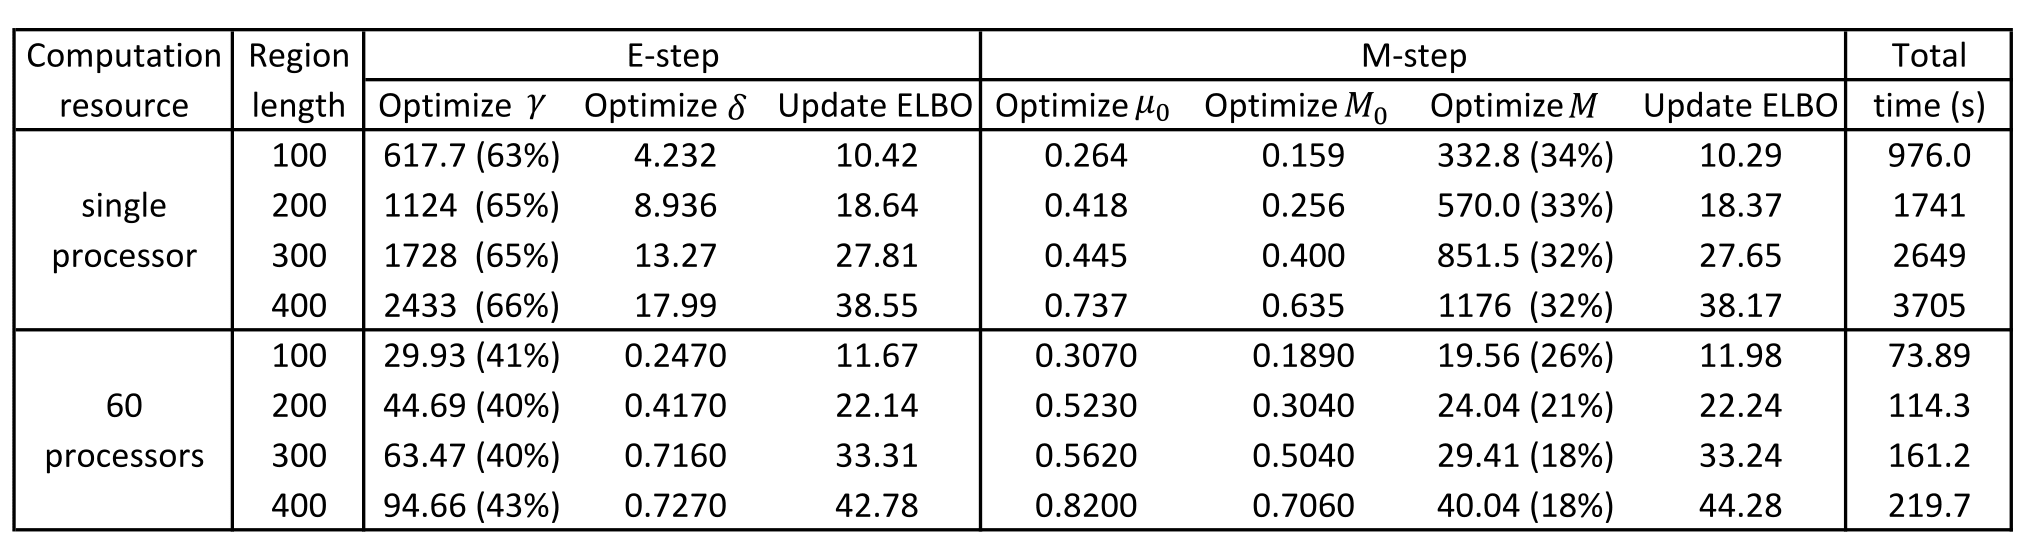 Computation Region E-step M-step Total
resource length Optimize γ Optimize δ Update ELBO Optimize μ₀ Optimize M₀ Optimize M Update ELBO time (s)
100 617.7 (63%) 4.232 10.42 0.264 0.159 332.8 (34%) 10.29 976.0
single 200 1124 (65%) 8.936 18.64 0.418 0.256 570.0 (33%) 18.37 1741
processor 300 1728 (65%) 13.27 27.81 0.445 0.400 851.5 (32%) 27.65 2649
400 2433 (66%) 17.99 38.55 0.737 0.635 1176 (32%) 38.17 3705
100 29.93 (41%) 0.2470 11.67 0.3070 0.1890 19.56 (26%) 11.98 73.89
60 200 44.69 (40%) 0.4170 22.14 0.5230 0.3040 24.04 (21%) 22.24 114.3
processors 300 63.47 (40%) 0.7160 33.31 0.5620 0.5040 29.41 (18%) 33.24 161.2
400 94.66 (43%) 0.7270 42.78 0.8200 0.7060 40.04 (18%) 44.28 219.7